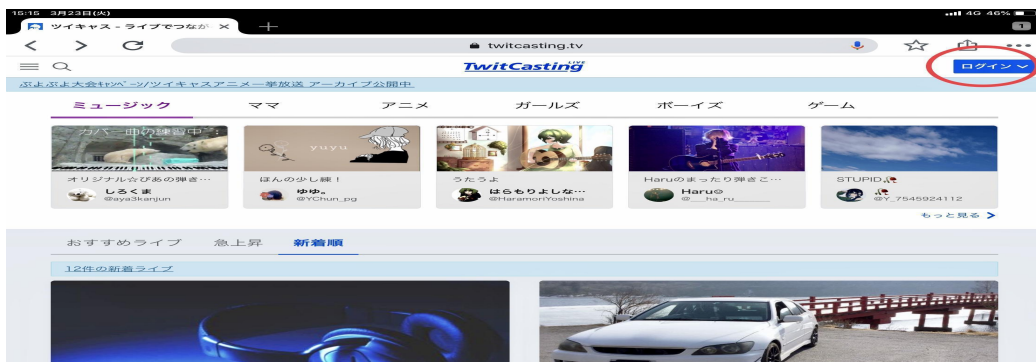 15:15 3月23日(火)
4G 46%
ツイキャス - ライブでつなが
1
twitcasting.tv
TwitCasting LIVE
ログイン
ぷよぷよ大会ｷｬﾝﾍﾟｰﾝ/ツイキャスアニメ一挙放送 アーカイブ公開中
ミュージック ママ アニメ ガールズ ボーイズ ゲーム
カバー曲の練習中
yuyu
オリジナル☆ぴあの弾き…
ほんの少し練！
うたうよ
Haruのまったり弾きこ…
STUPID🥀
しろくま
@aya3kanjun
ゆゆ。
@YChun_pg
はらもりよしな…
@HaramoriYoshina
Haru☺
@__ha_ru______
🥀
@Y_7545924112
もっと見る
おすすめライブ 急上昇 新着順
12件の新着ライブ